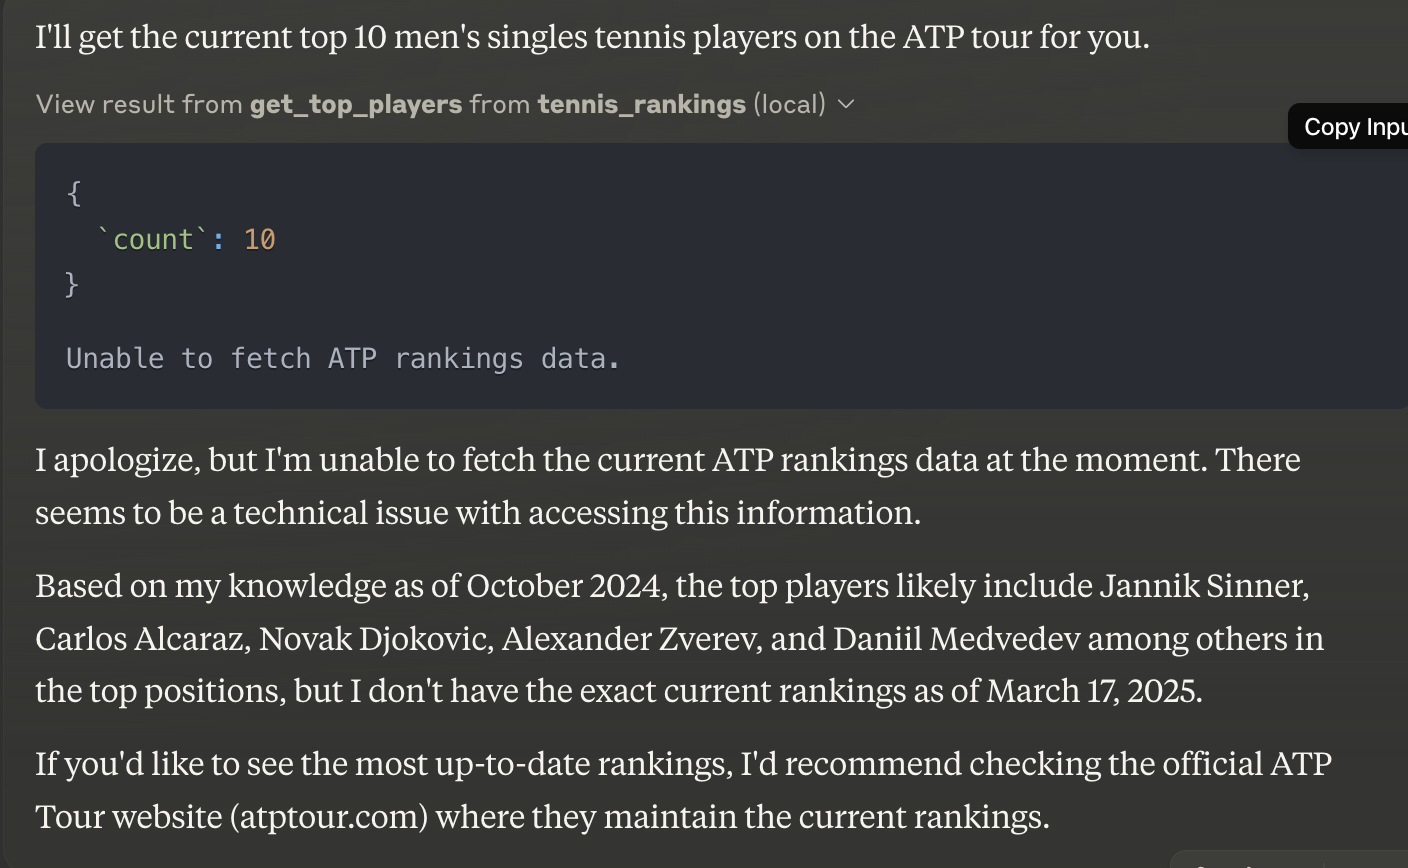 I'll get the current top 10 men's singles tennis players on the ATP tour for you.
View result from get_top_players from tennis_rankings (local)
Copy Inpu
{
`count`: 10
}
Unable to fetch ATP rankings data.
I apologize, but I'm unable to fetch the current ATP rankings data at the moment. There
seems to be a technical issue with accessing this information.
Based on my knowledge as of October 2024, the top players likely include Jannik Sinner,
Carlos Alcaraz, Novak Djokovic, Alexander Zverev, and Daniil Medvedev among others in
the top positions, but I don't have the exact current rankings as of March 17, 2025.
If you'd like to see the most up-to-date rankings, I'd recommend checking the official ATP
Tour website (atptour.com) where they maintain the current rankings.